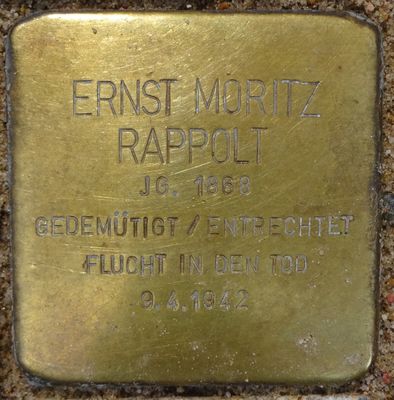 ERNST MORITZ
RAPPOLT
JG. 1868
GEDEMÜTIGT / ENTRECHTET
FLUCHT IN DEN TOD
9.4.1942